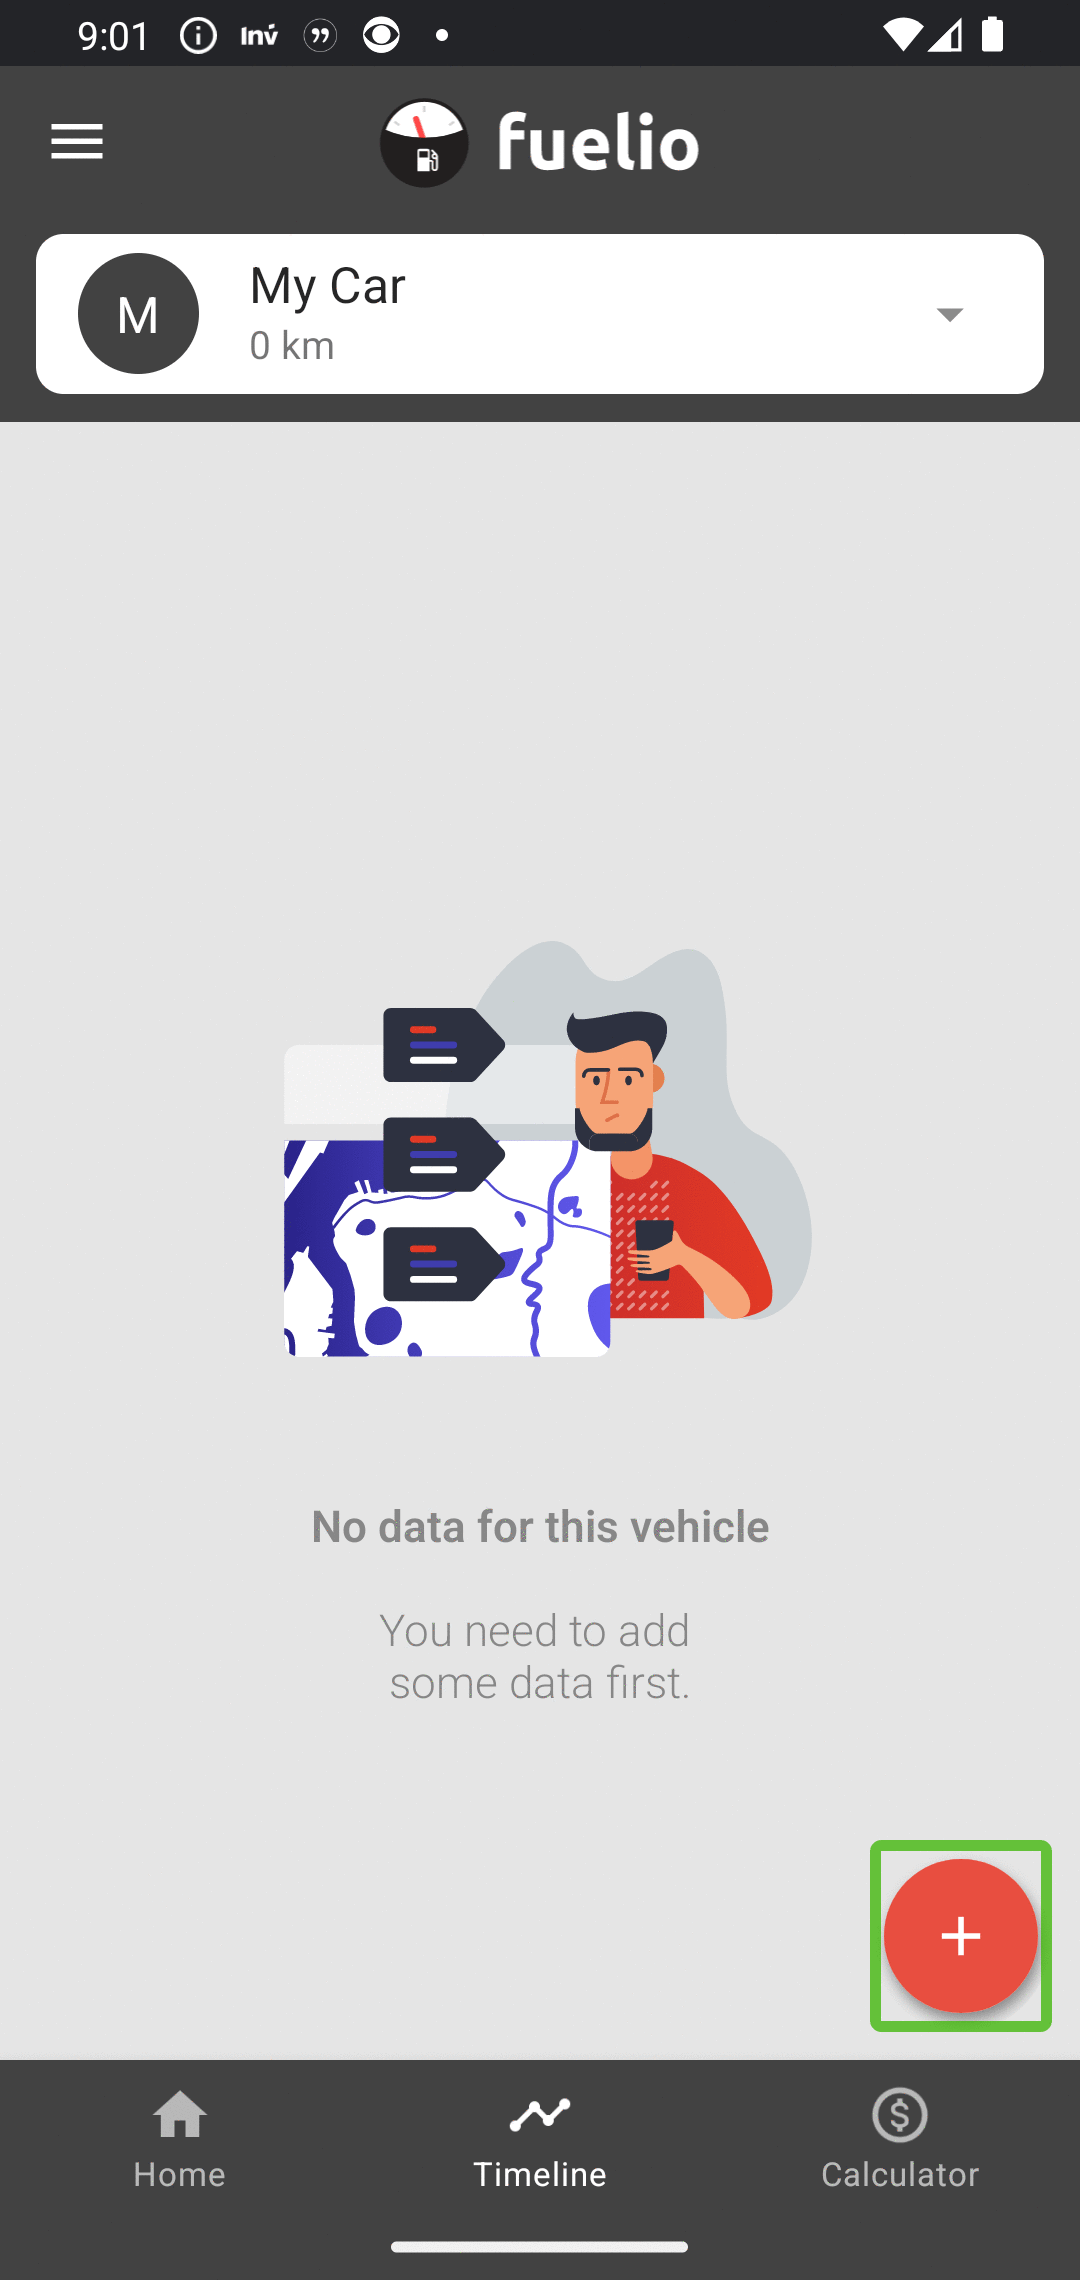 9:01 Inv
fuelio
M
My Car
0 km
No data for this vehicle
You need to add
some data first.
Home
Timeline
Calculator